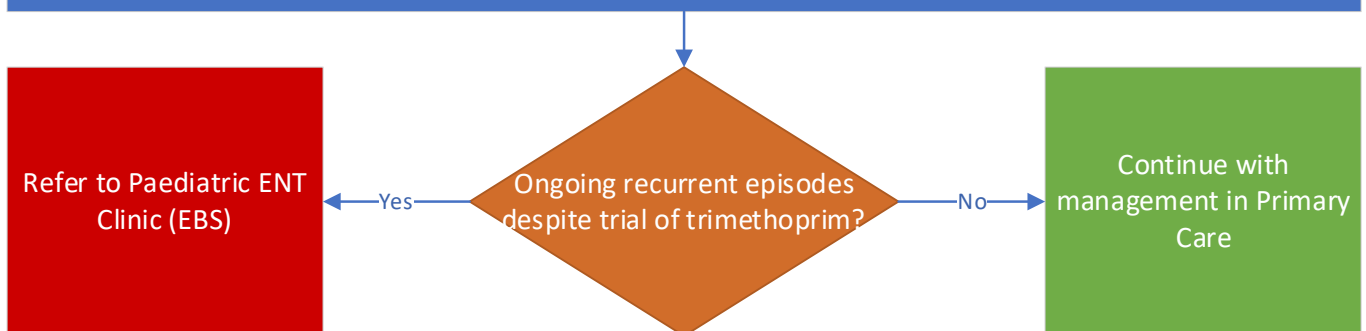 Refer to Paediatric ENT
Clinic (EBS)
Yes
Ongoing recurrent episodes
despite trial of trimethoprim?
No
Continue with
management in Primary
Care